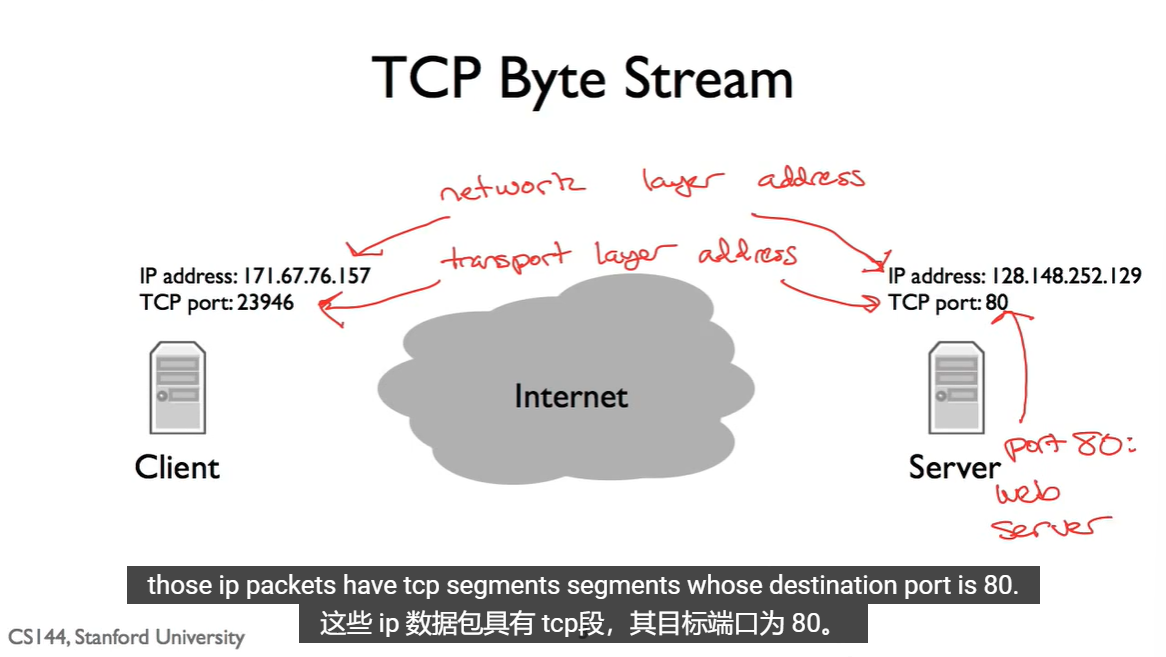 TCP Byte Stream
network layer address
transport layer address
IP address: 171.67.76.157
TCP port: 23946
IP address: 128.148.252.129
TCP port: 80
Internet
Client
Server
port 80:
web
server
those ip packets have tcp segments segments whose destination port is 80.
这些 ip 数据包具有 tcp段，其目标端口为 80。
CS144, Stanford University